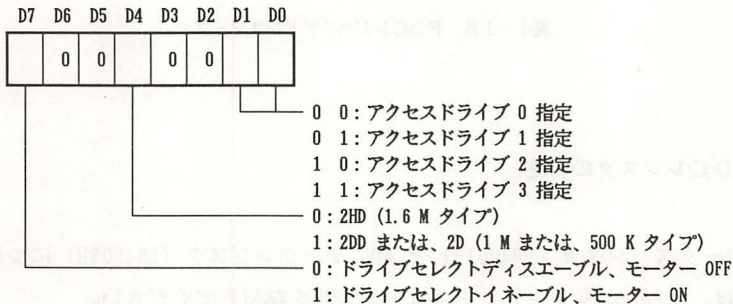 D7 D6 D5 D4 D3 D2 D1 D0
0 0 0 0
0 0:アクセスドライブ 0 指定
0 1:アクセスドライブ 1 指定
1 0:アクセスドライブ 2 指定
1 1:アクセスドライブ 3 指定
0:2HD (1.6 M タイプ)
1:2DD または、2D (1 M または、500 K タイプ)
0:ドライブセレクトディスエーブル、モーター OFF
1:ドライブセレクトイネーブル、モーター ON